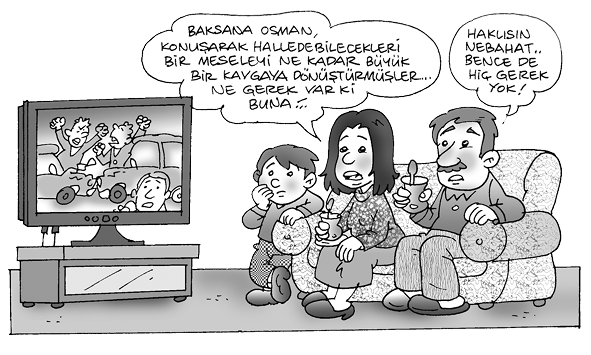 BAKSANA OSMAN,
KONUŞARAK HALLEDEBİLECEKLERİ
BİR MESELEYİ NE KADAR BÜYÜK
BİR KAVGAYA DÖNÜŞTÜRMÜŞLER...
NE GEREK VAR Kİ
BUNA...
HAKLISIN
NEBAHAT..
BENCE DE
HİÇ GEREK
YOK!